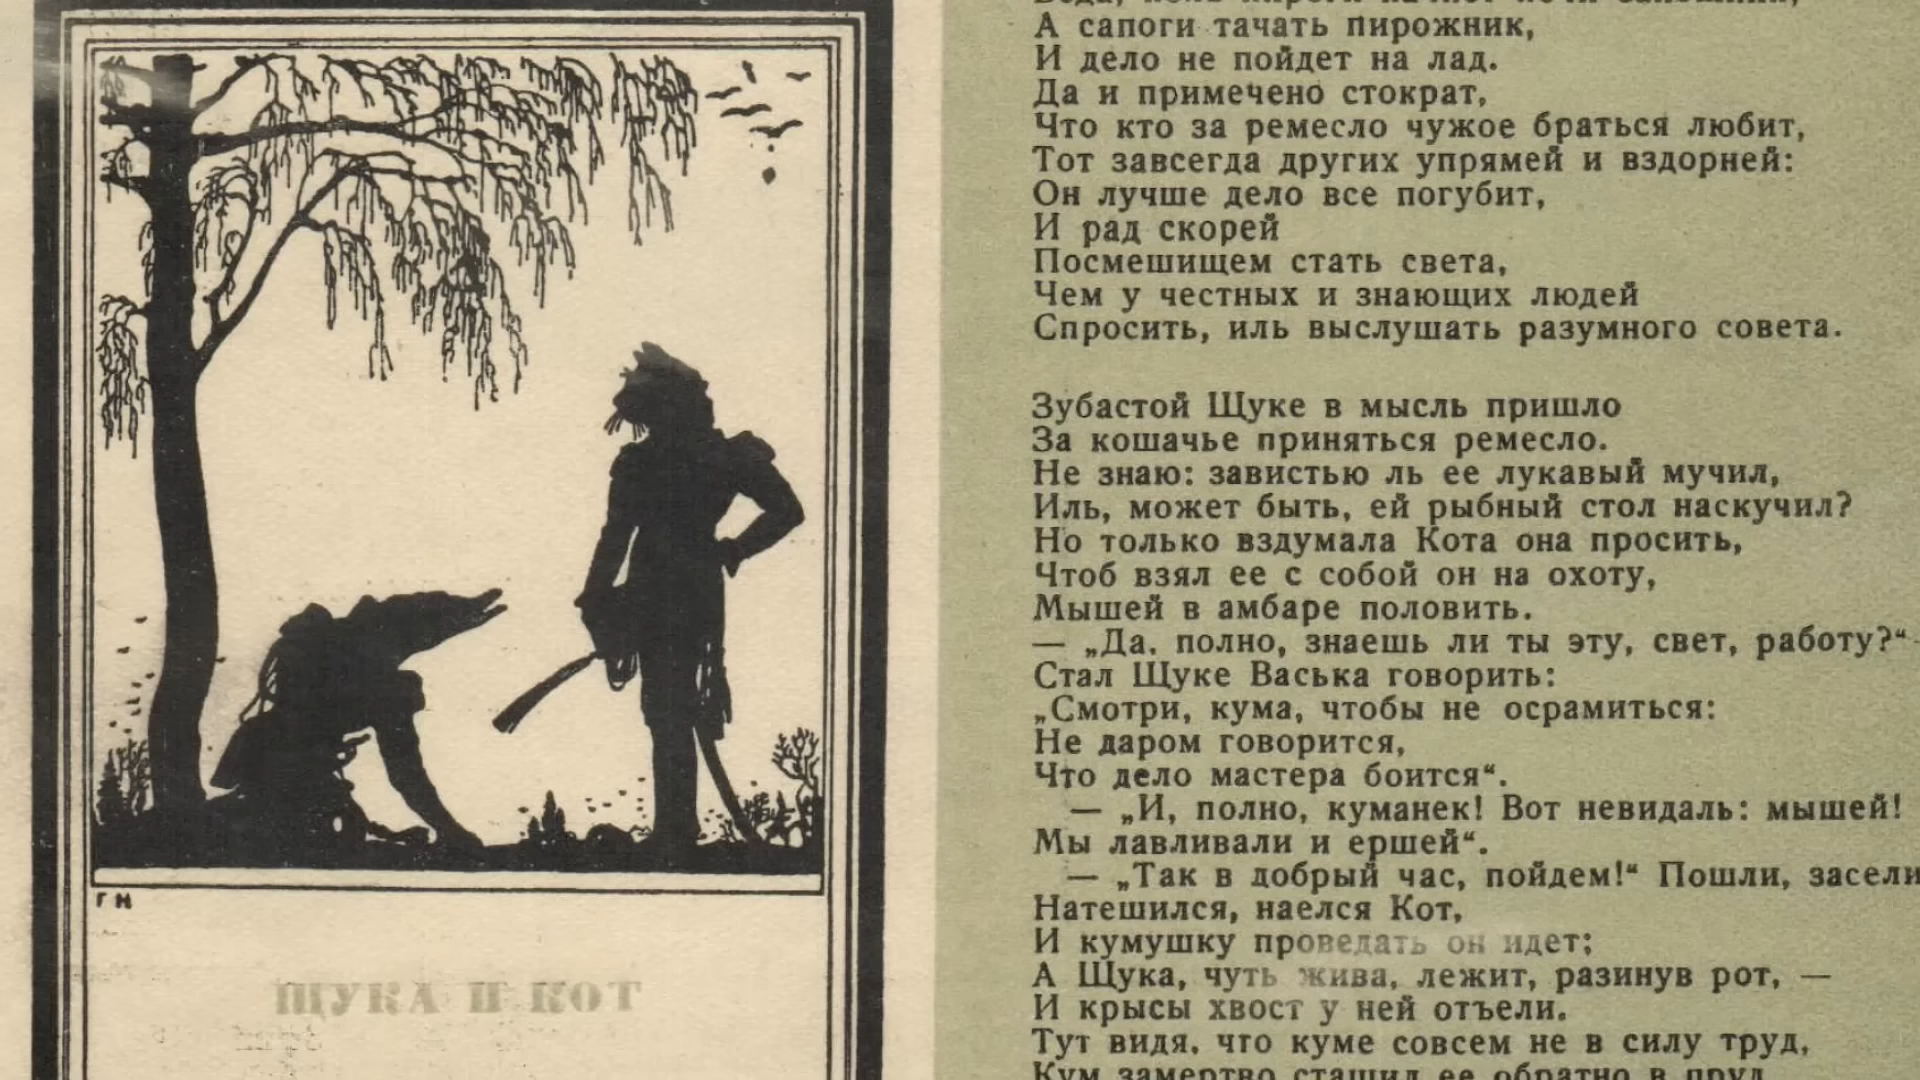 ГН
ЩУКА И КОТ
А сапоги тачать пирожник,
И дело не пойдет на лад.
Да и примечено стократ,
Что кто за ремесло чужое браться любит,
Тот завсегда других упрямей и вздорней:
Он лучше дело все погубит,
И рад скорей
Посмешищем стать света,
Чем у честных и знающих людей
Спросить, иль выслушать разумного совета.
Зубастой Щуке в мысль пришло
За кошачье приняться ремесло.
Не знаю: завистью ль ее лукавый мучил,
Иль, может быть, ей рыбный стол наскучил?
Но только вздумала Кота она просить,
Чтоб взял ее с собой он на охоту,
Мышей в амбаре половить.
— „Да, полно, знаешь ли ты эту, свет, работу?“
Стал Щуке Васька говорить:
„Смотри, кума, чтобы не осрамиться:
Не даром говорится,
Что дело мастера боится“.
— „И, полно, куманек! Вот невидаль: мышей!
Мы лавливали и ершей“.
— „Так в добрый час, пойдем!“ Пошли, засели
Натешился, наелся Кот,
И кумушку проведать он идет;
А Щука, чуть жива, лежит, разинув рот, —
И крысы хвост у ней отъели.
Тут видя, что куме совсем не в силу труд,
Кум замертво стащил ее обратно в пруд